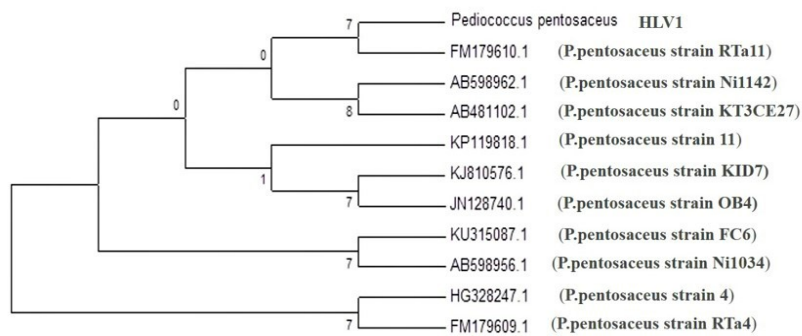 7 Pediococcus pentosaceus HLV1
0 FM179610.1 (P.pentosaceus strain RTa11)
AB598962.1 (P.pentosaceus strain Ni1142)
0 8 AB481102.1 (P.pentosaceus strain KT3CE27)
KP119818.1 (P.pentosaceus strain 11)
1 KJ810576.1 (P.pentosaceus strain KID7)
7 JN128740.1 (P.pentosaceus strain OB4)
KU315087.1 (P.pentosaceus strain FC6)
7 AB598956.1 (P.pentosaceus strain Ni1034)
HG328247.1 (P.pentosaceus strain 4)
7 FM179609.1 (P.pentosaceus strain RTa4)